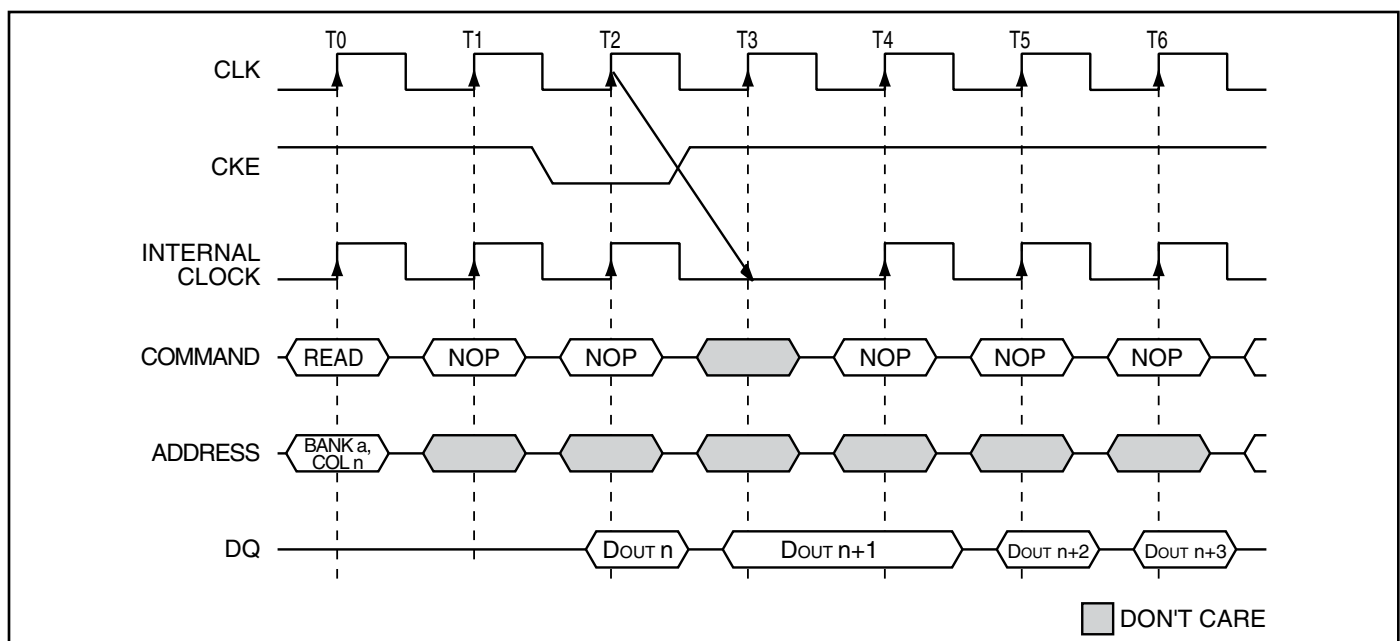 T0 T1 T2 T3 T4 T5 T6
CLK
CKE
INTERNAL
CLOCK
COMMAND READ NOP NOP NOP NOP NOP
ADDRESS BANK a,
COL n
DQ DOUT n DOUT n+1 DOUT n+2 DOUT n+3
DON'T CARE